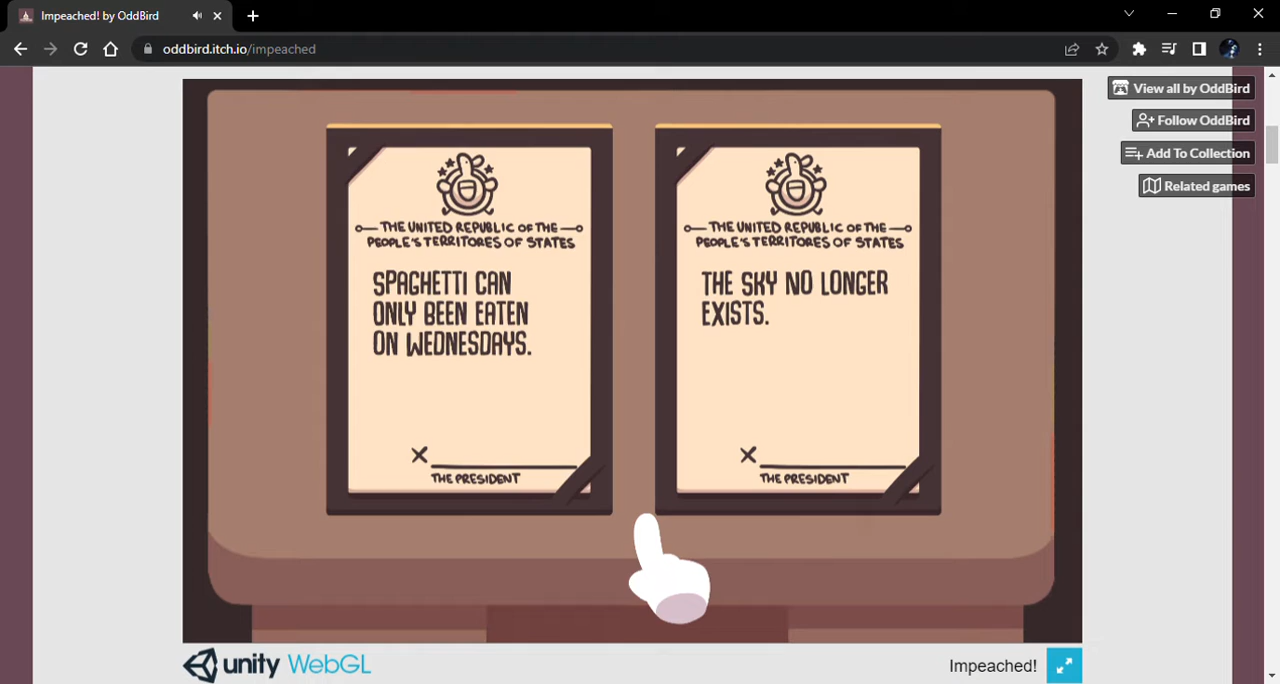 Impeached! by OddBird
oddbird.itch.io/impeached
View all by OddBird
Follow OddBird
Add To Collection
Related games
THE UNITED REPUBLIC OF THE
PEOPLE'S TERRITORES OF STATES
SPAGHETTI CAN
ONLY BEEN EATEN
ON WEDNESDAYS.
X
THE PRESIDENT
THE UNITED REPUBLIC OF THE
PEOPLE'S TERRITORES OF STATES
THE SKY NO LONGER
EXISTS.
X
THE PRESIDENT
unity WebGL
Impeached!